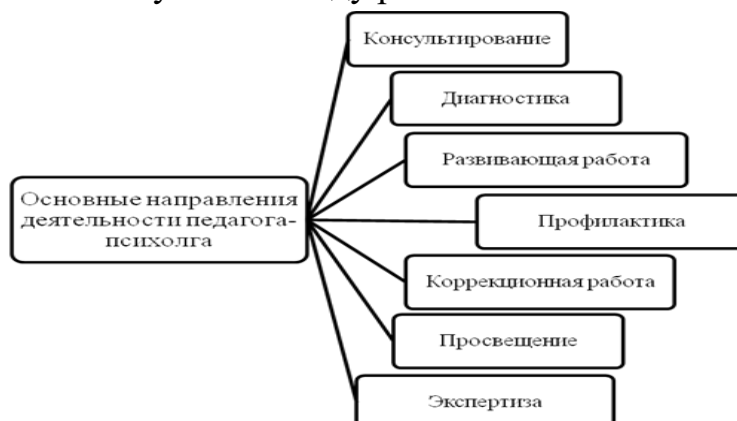 Консультирование
Диагностика
Развивающая работа
Основные направления
деятельности педагога-
психолга
Профилактика
Коррекционная работа
Просвещение
Экспертиза